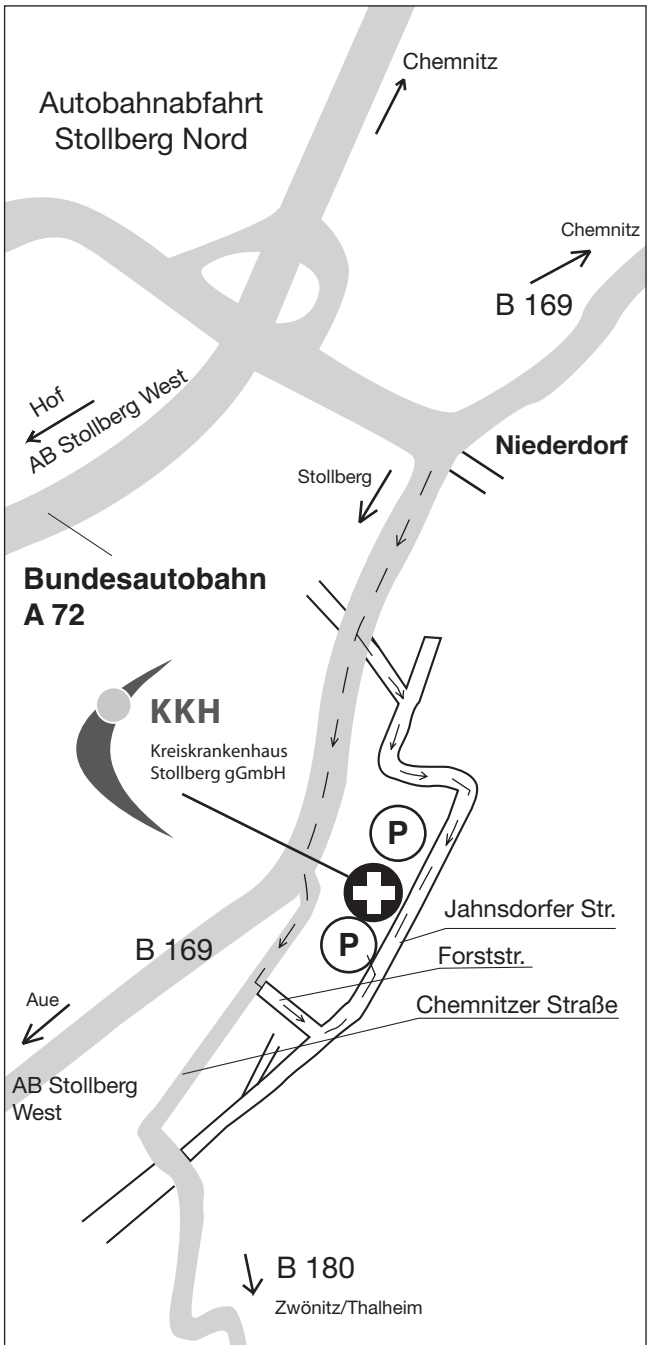 Chemnitz
Autobahnabfahrt
Stollberg Nord
Chemnitz
B 169
Hof
AB Stollberg West
Niederdorf
Stollberg
Bundesautobahn
A 72
KKH
Kreiskrankenhaus
Stollberg gGmbH
P
Jahnsdorfer Str.
P
B 169
Forststr.
Aue
Chemnitzer Straße
AB Stollberg
West
B 180
Zwönitz/Thalheim